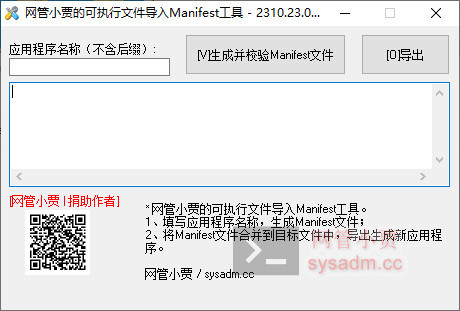 网管小贾的可执行文件导入Manifest工具 - 2310.23.0...
应用程序名称（不含后缀）:
[V]生成并校验Manifest文件
[O]导出
[网管小贾 | 捐助作者]
*网管小贾的可执行文件导入Manifest工具。
1、填写应用程序名称，生成Manifest文件；
2、将Manifest文件合并到目标文件中，导出生成新应用程
序。
网管小贾 / sysadm.cc
网管小贾
sysadm.cc